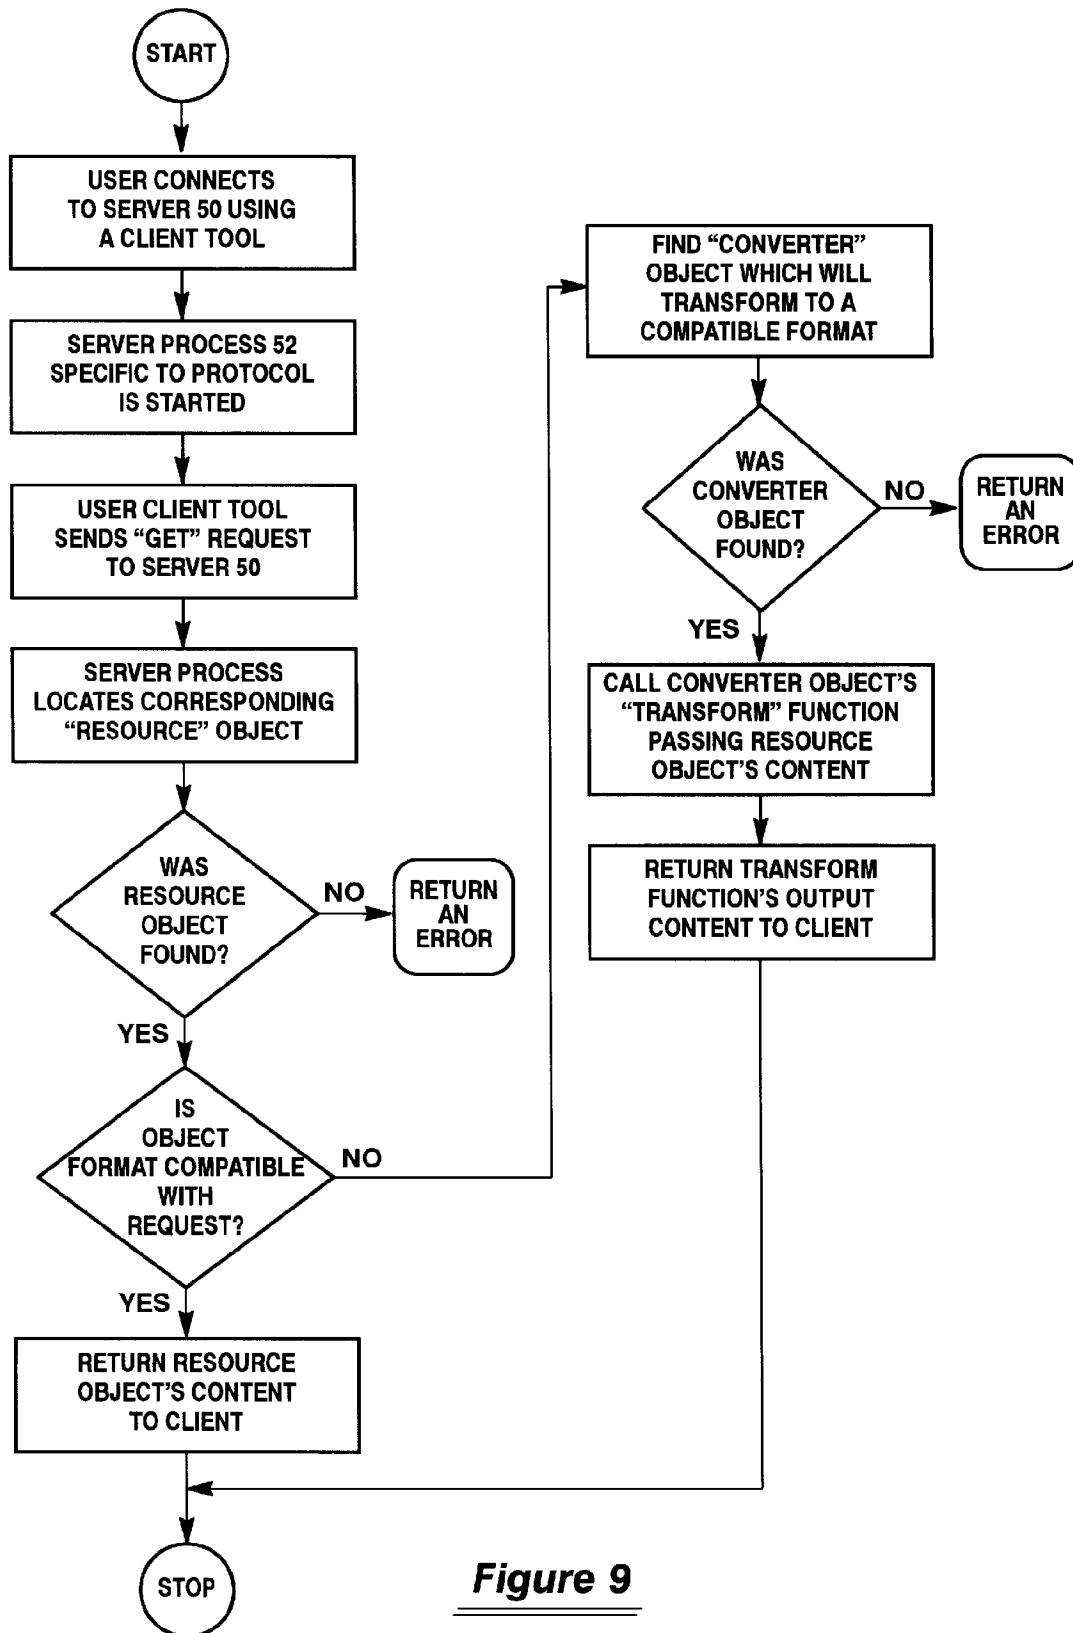 START
USER CONNECTS
TO SERVER 50 USING
A CLIENT TOOL
SERVER PROCESS 52
SPECIFIC TO PROTOCOL
IS STARTED
USER CLIENT TOOL
SENDS “GET” REQUEST
TO SERVER 50
SERVER PROCESS
LOCATES CORRESPONDING
“RESOURCE” OBJECT
WAS
RESOURCE
OBJECT
FOUND?
NO
RETURN
AN
ERROR
YES
IS
OBJECT
FORMAT COMPATIBLE
WITH
REQUEST?
NO
YES
RETURN RESOURCE
OBJECT'S CONTENT
TO CLIENT
STOP
FIND “CONVERTER”
OBJECT WHICH WILL
TRANSFORM TO A
COMPATIBLE FORMAT
WAS
CONVERTER
OBJECT
FOUND?
NO
RETURN
AN
ERROR
YES
CALL CONVERTER OBJECT'S
“TRANSFORM” FUNCTION
PASSING RESOURCE
OBJECT'S CONTENT
RETURN TRANSFORM
FUNCTION'S OUTPUT
CONTENT TO CLIENT
Figure 9